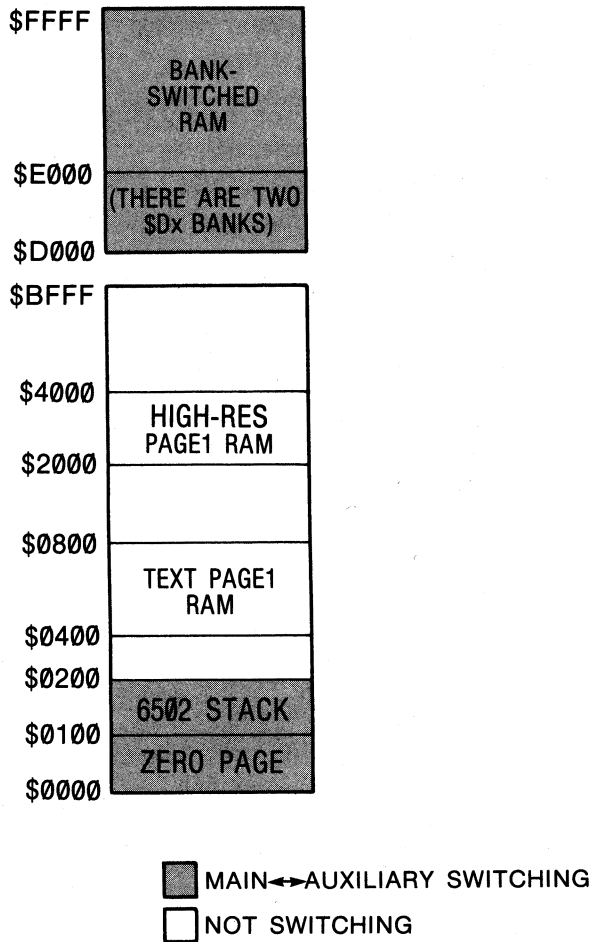 $FFFF
BANK-
SWITCHED
RAM
$E000
(THERE ARE TWO
$Dx BANKS)
$D000
$BFFF
$4000
HIGH-RES
PAGE1 RAM
$2000
$0800
TEXT PAGE1
RAM
$0400
$0200
6502 STACK
$0100
ZERO PAGE
$0000
MAIN↔AUXILIARY SWITCHING
NOT SWITCHING